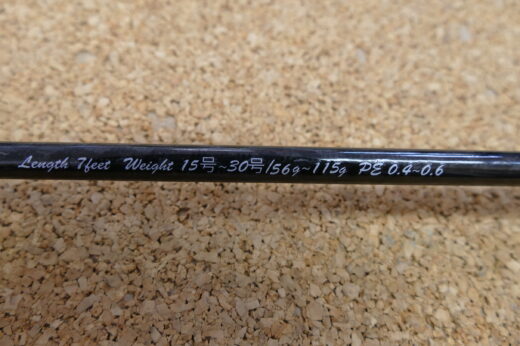 Length 7feet Weight 15号~30号/56g~115g PE 0.4~0.6